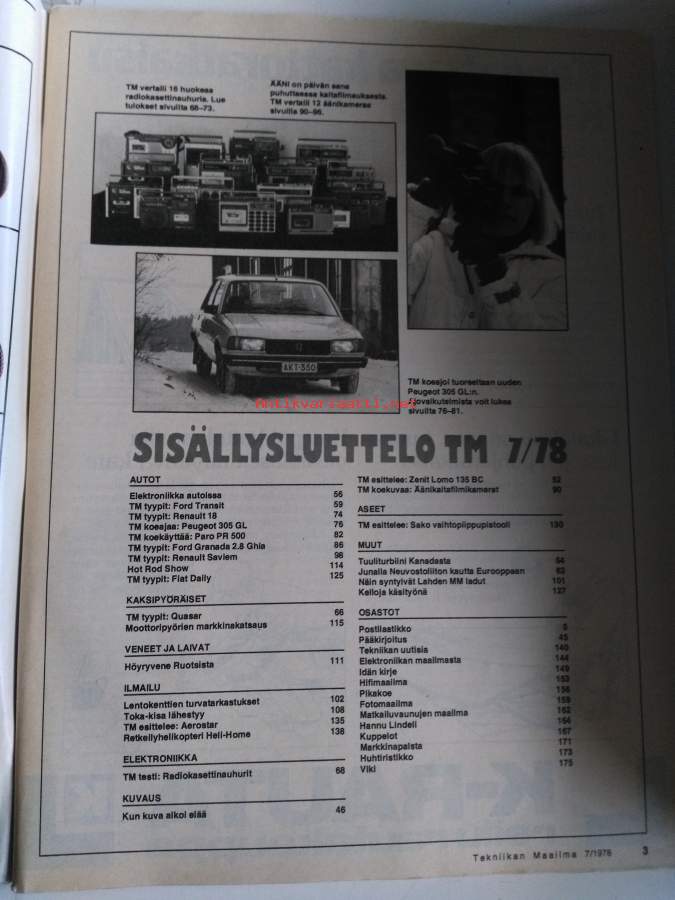 TM vertaili 16 huokeaa
radiokasettinauhuria. Lue
tulokset sivuilta 68–73.
ÄÄNI on päivän sana
puhuttaessa kaitafilmauksesta.
TM vertaili 12 äänikameraa
sivuilla 90–96.
AKT-350
antikvariaatti.net
TM koeajoi tuoreeltaan uuden
Peugeot 305 GL:n.
Ajovaikutelmista voit lukea
sivuilta 76–81.
SISÄLLYSLUETTELO TM 7/78
AUTOT
Elektroniikka autoissa 56
TM tyypit: Ford Transit 59
TM tyypit: Renault 18 74
TM koeajaa: Peugeot 305 GL 76
TM koekäyttää: Paro PR 500 82
TM tyypit: Ford Granada 2.8 Ghia 86
TM tyypit: Renault Saviem 98
Hot Rod Show 114
TM tyypit: Fiat Daily 125
KAKSIPYÖRÄISET
TM tyypit: Quasar 66
Moottoripyörien markkinakatsaus 115
VENEET JA LAIVAT
Höyryvene Ruotsista 111
ILMAILU
Lentokenttien turvatarkastukset 102
Toka-kisa lähestyy 108
TM esittelee: Aerostar 135
Retkeilyhelikopteri Heli-Home 138
ELEKTRONIIKKA
TM testi: Radiokasettinauhurit 68
KUVAUS
Kun kuva alkoi elää 46
TM esittelee: Zenit Lomo 135 BC 52
TM koekuvaa: Äänikaitafilmikamerat 90
ASEET
TM esittelee: Sako vaihtopiippupistooli 130
MUUT
Tuuliturbiini Kanadasta 54
Junalla Neuvostoliiton kautta Eurooppaan 62
Näin syntyivät Lahden MM ladut 101
Kelloja käsityönä 127
OSASTOT
Postilaatikko 5
Pääkirjoitus 45
Tekniikan uutisia 140
Elektroniikan maailmasta 144
Idän kirje 149
Hifimaailma 153
Pikakoe 156
Fotomaailma 159
Matkailuvaunujen maailma 162
Hannu Lindell 164
Kuppelot 167
Markkinapalsta 171
Huhtiristikko 173
Viki 175
Tekniikan Maailma 7/1978 3